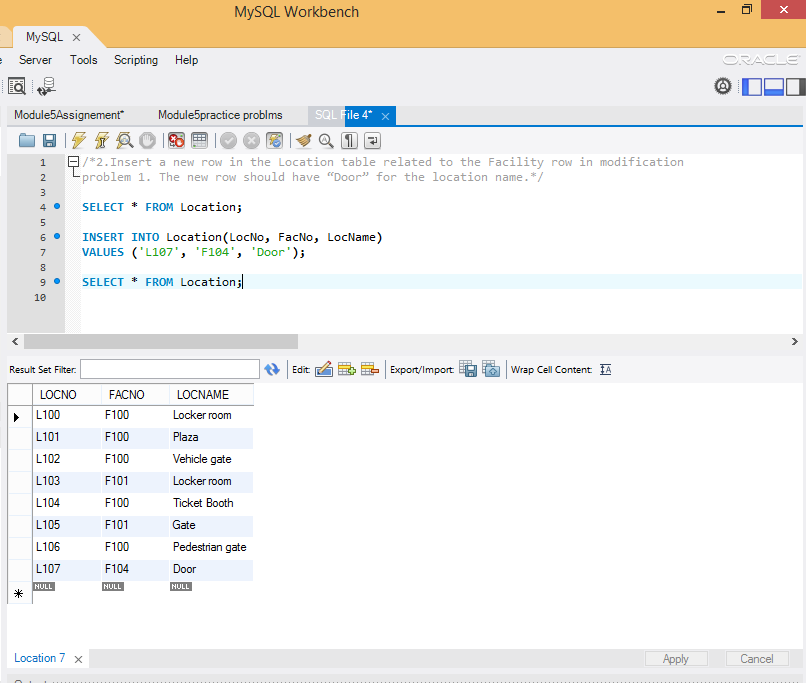 MySQL Workbench
MySQL
Server Tools Scripting Help
ORACLE
Module5Assignement* Module5practice problms SQL File 4*
1 /*2.Insert a new row in the Location table related to the Facility row in modification
2 problem 1. The new row should have “Door” for the location name.*/
3
4 SELECT * FROM Location;
5
6 INSERT INTO Location(LocNo, FacNo, LocName)
7 VALUES ('L107', 'F104', 'Door');
8
9 SELECT * FROM Location;
10
Result Set Filter: Edit: Export/Import: Wrap Cell Content:
LOCNO FACNO LOCNAME
L100 F100 Locker room
L101 F100 Plaza
L102 F100 Vehicle gate
L103 F101 Locker room
L104 F100 Ticket Booth
L105 F101 Gate
L106 F100 Pedestrian gate
L107 F104 Door
NULL NULL NULL
Location 7 Apply Cancel